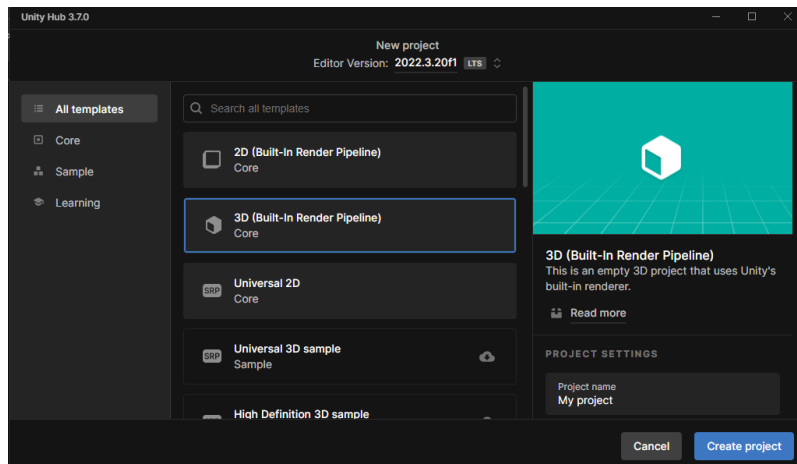 Unity Hub 3.7.0
New project
Editor Version: 2022.3.20f1 LTS
All templates
Core
Sample
Learning
Search all templates
2D (Built-In Render Pipeline)
Core
3D (Built-In Render Pipeline)
Core
SRP
Universal 2D
Core
SRP
Universal 3D sample
Sample
High Definition 3D sample
3D (Built-In Render Pipeline)
This is an empty 3D project that uses Unity's
built-in renderer.
Read more
PROJECT SETTINGS
Project name
My project
Cancel
Create project